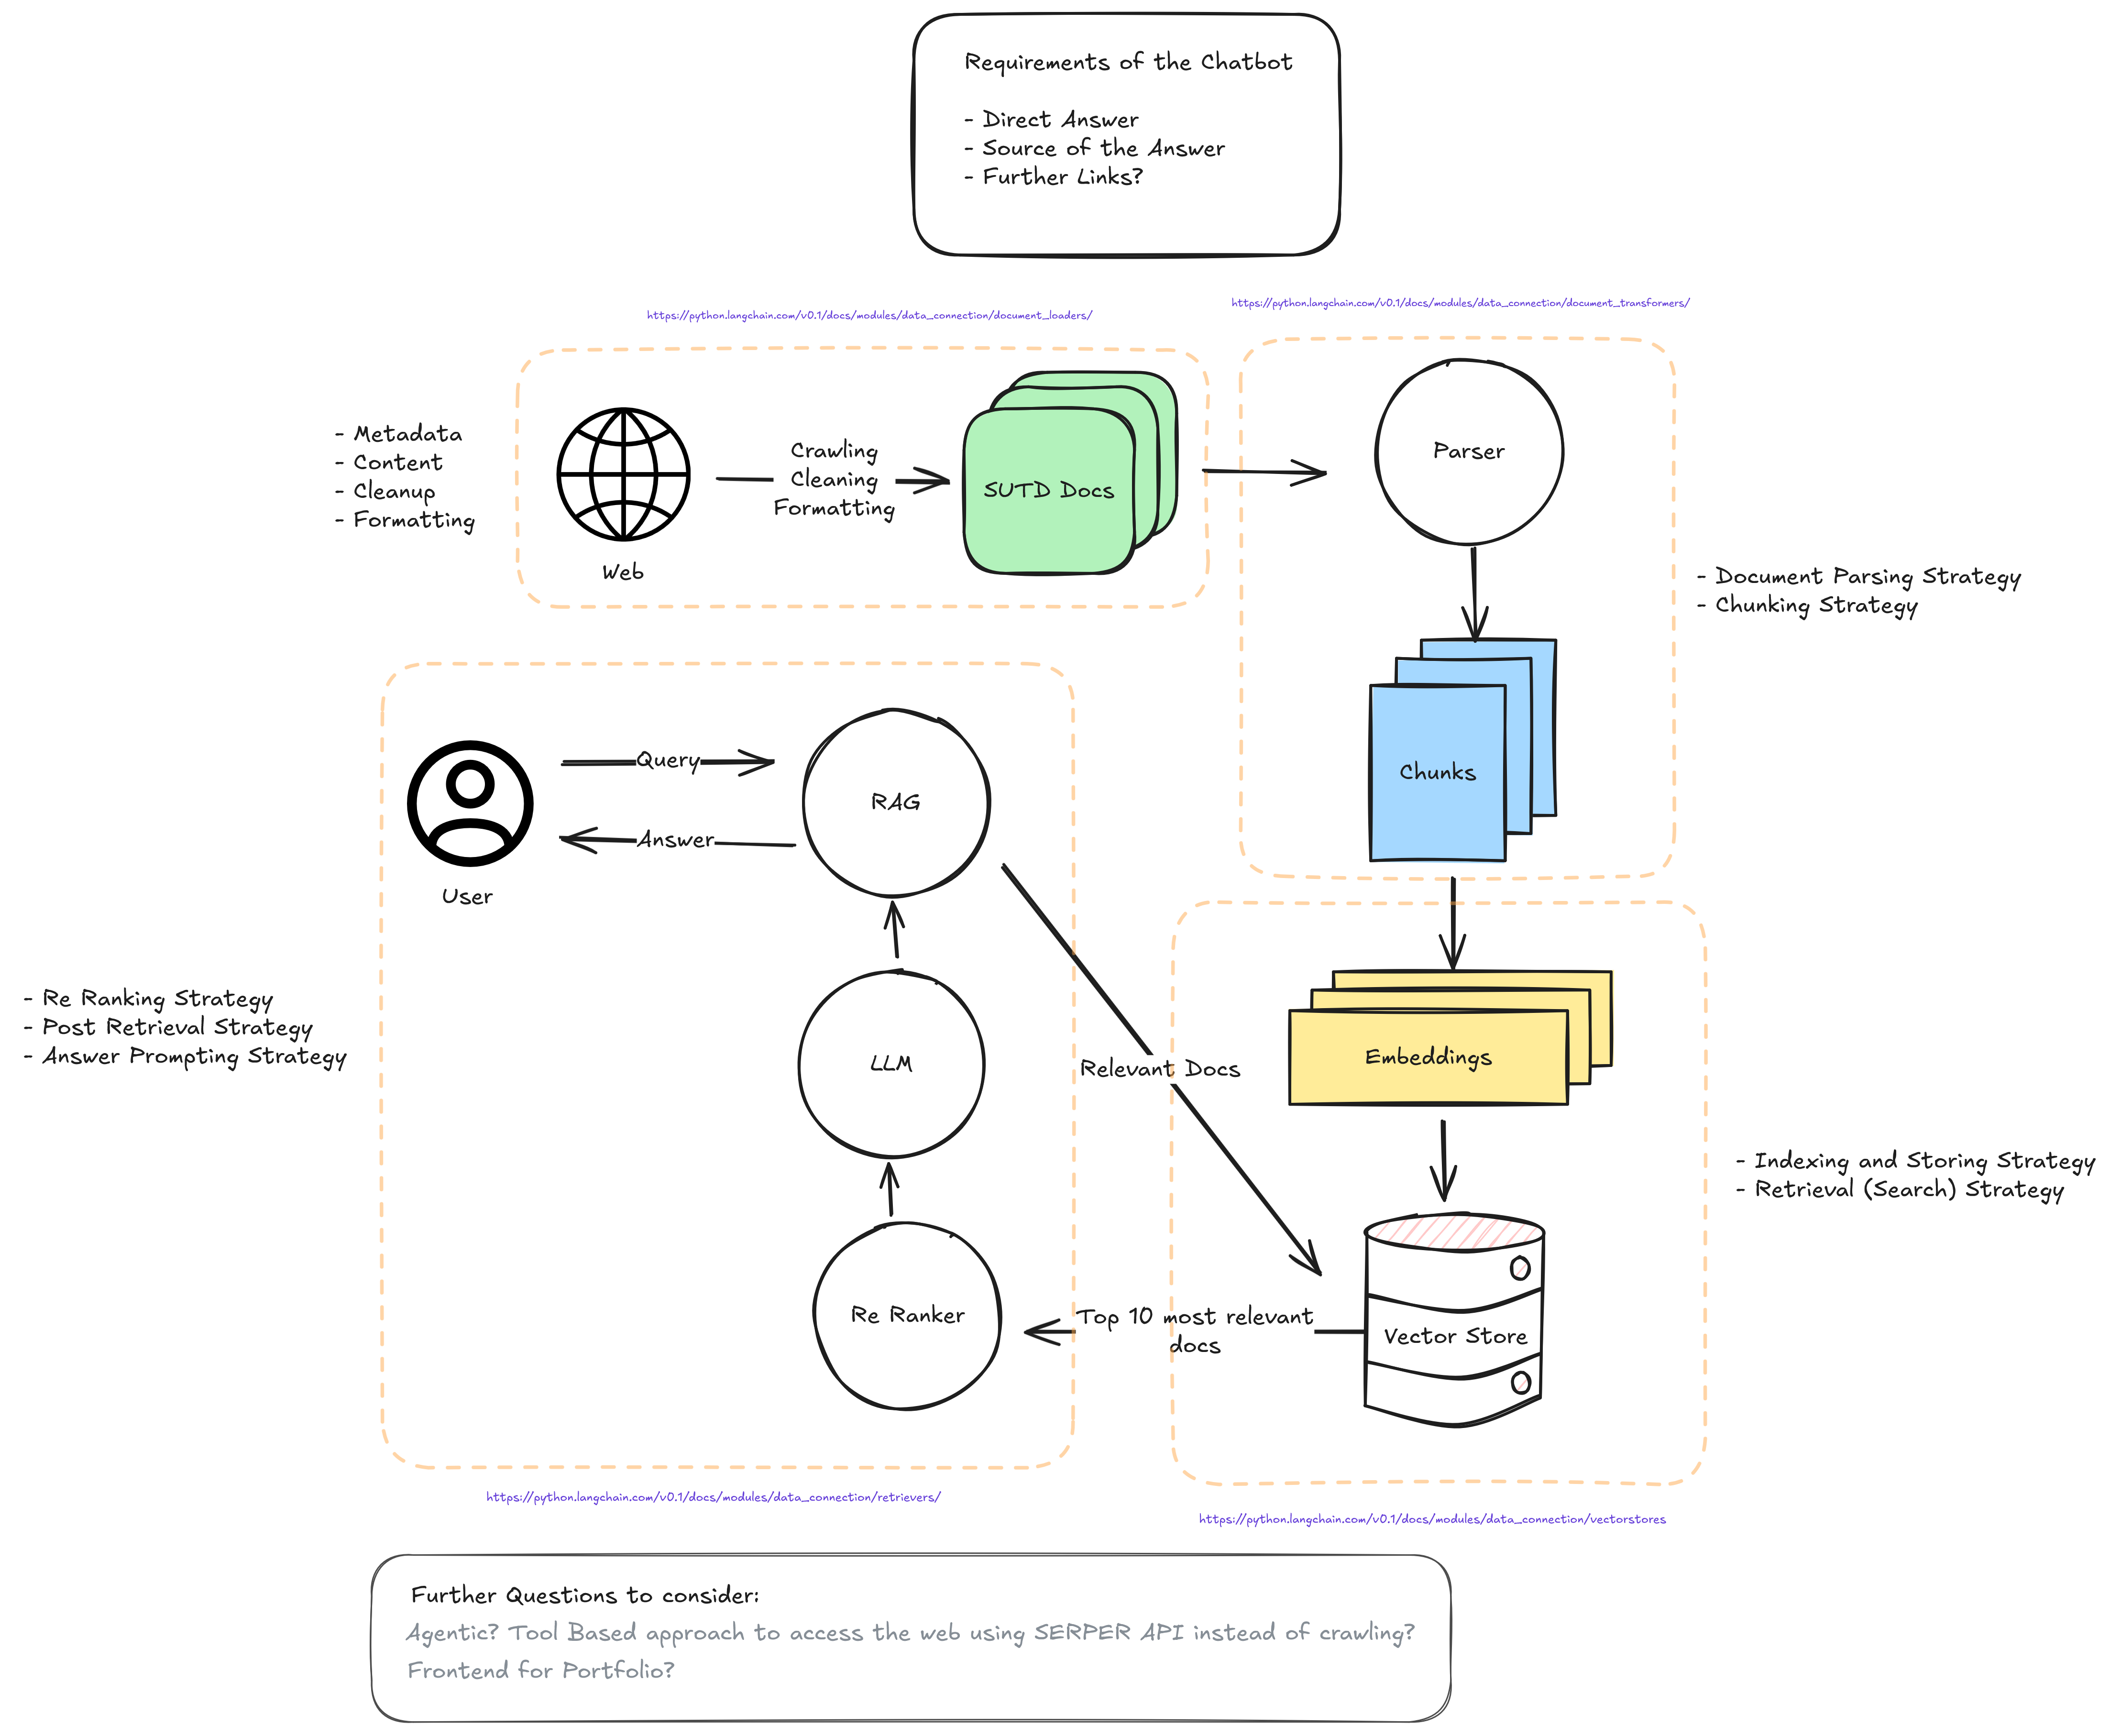 Requirements of the Chatbot
- Direct Answer
- Source of the Answer
- Further Links?
https://python.langchain.com/v0.1/docs/modules/data_connection/document_loaders/
https://python.langchain.com/v0.1/docs/modules/data_connection/document_transformers/
- Metadata
- Content
- Cleanup
- Formatting
Web
Crawling
Cleaning
Formatting
SUTD Docs
Parser
- Document Parsing Strategy
- Chunking Strategy
Chunks
Query
Answer
User
RAG
LLM
Re Ranker
- Re Ranking Strategy
- Post Retrieval Strategy
- Answer Prompting Strategy
Relevant Docs
Embeddings
- Indexing and Storing Strategy
- Retrieval (Search) Strategy
Top 10 most relevant
docs
Vector Store
https://python.langchain.com/v0.1/docs/modules/data_connection/retrievers/
https://python.langchain.com/v0.1/docs/modules/data_connection/vectorstores
Further Questions to consider:
Agentic? Tool Based approach to access the web using SERPER API instead of crawling?
Frontend for Portfolio?